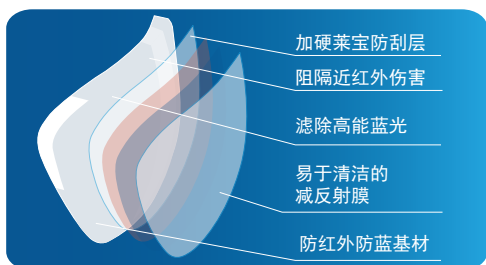 加硬莱宝防刮层
阻隔近红外伤害
滤除高能蓝光
易于清洁的
减反射膜
防红外防蓝基材